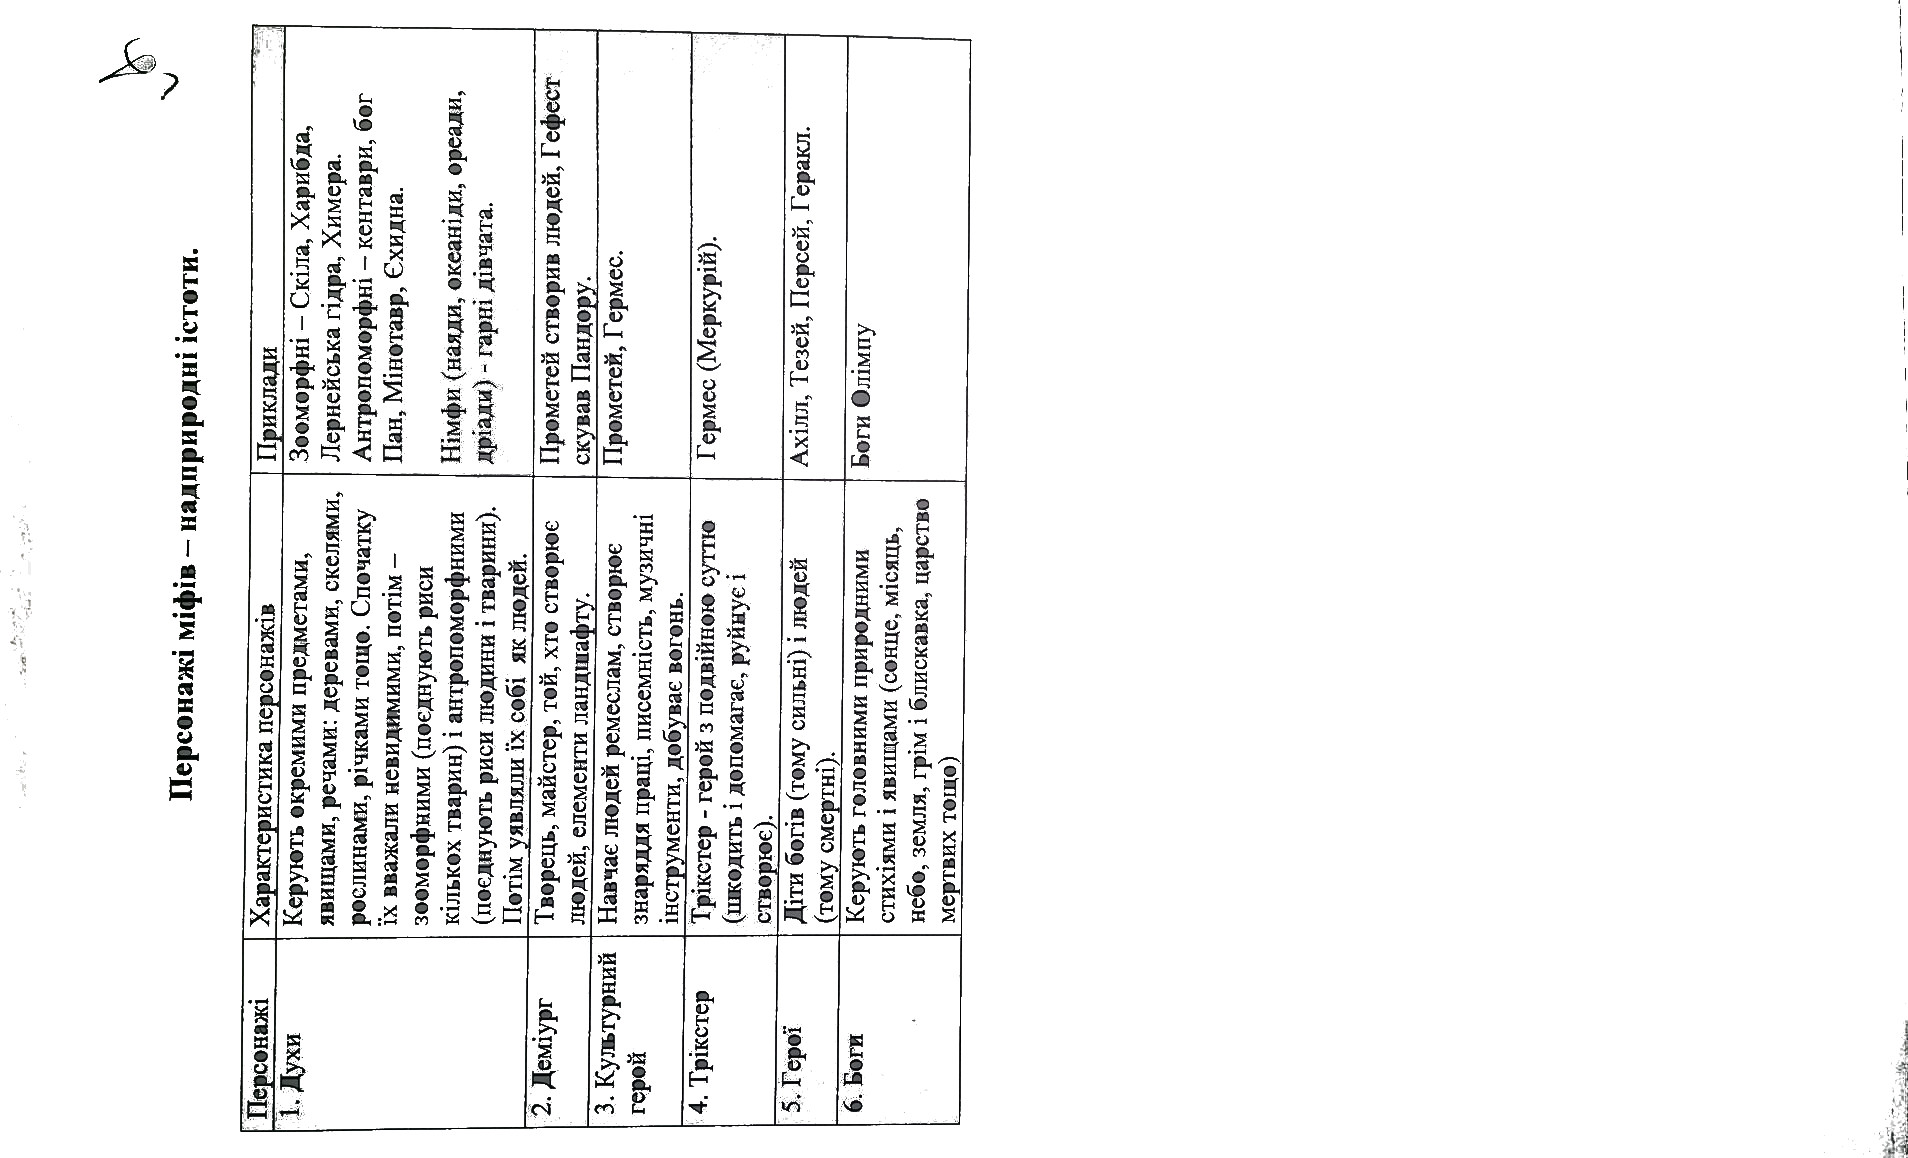 Персонажі міфів – надприродні істоти.
Персонажі
Характеристика персонажів
Приклади
1. Духи
Керують окремими предметами,
явищами, речами: деревами, скелями,
рослинами, річками тощо. Спочатку
їх вважали невидимими, потім –
зооморфними (поєднують риси
кількох тварин) і антропоморфними
(поєднують риси людини і тварини).
Потім уявляли їх собі як людей.
Зооморфні – Скіла, Харибда,
Лернейська гідра, Химера.
Антропоморфні – кентаври, бог
Пан, Мінотавр, Єхидна.
Німфи (наяди, океаніди, ореади,
дріади) - гарні дівчата.
2. Деміург
Творець, майстер, той, хто створює
людей, елементи ландшафту.
Прометей створив людей, Гефест
скував Пандору.
3. Культурний
герой
Навчає людей ремеслам, створює
знаряддя праці, писемність, музичні
інструменти, добуває вогонь.
Прометей, Гермес.
4. Трікстер
Трікстер - герой з подвійною суттю
(шкодить і допомагає, руйнує і
створює).
Гермес (Меркурій).
5. Герої
Діти богів (тому сильні) і людей
(тому смертні).
Ахілл, Тезей, Персей, Геракл.
6. Боги
Керують головними природними
стихіями і явищами (сонце, місяць,
небо, земля, грім і блискавка, царство
мертвих тощо)
Боги Олімпу